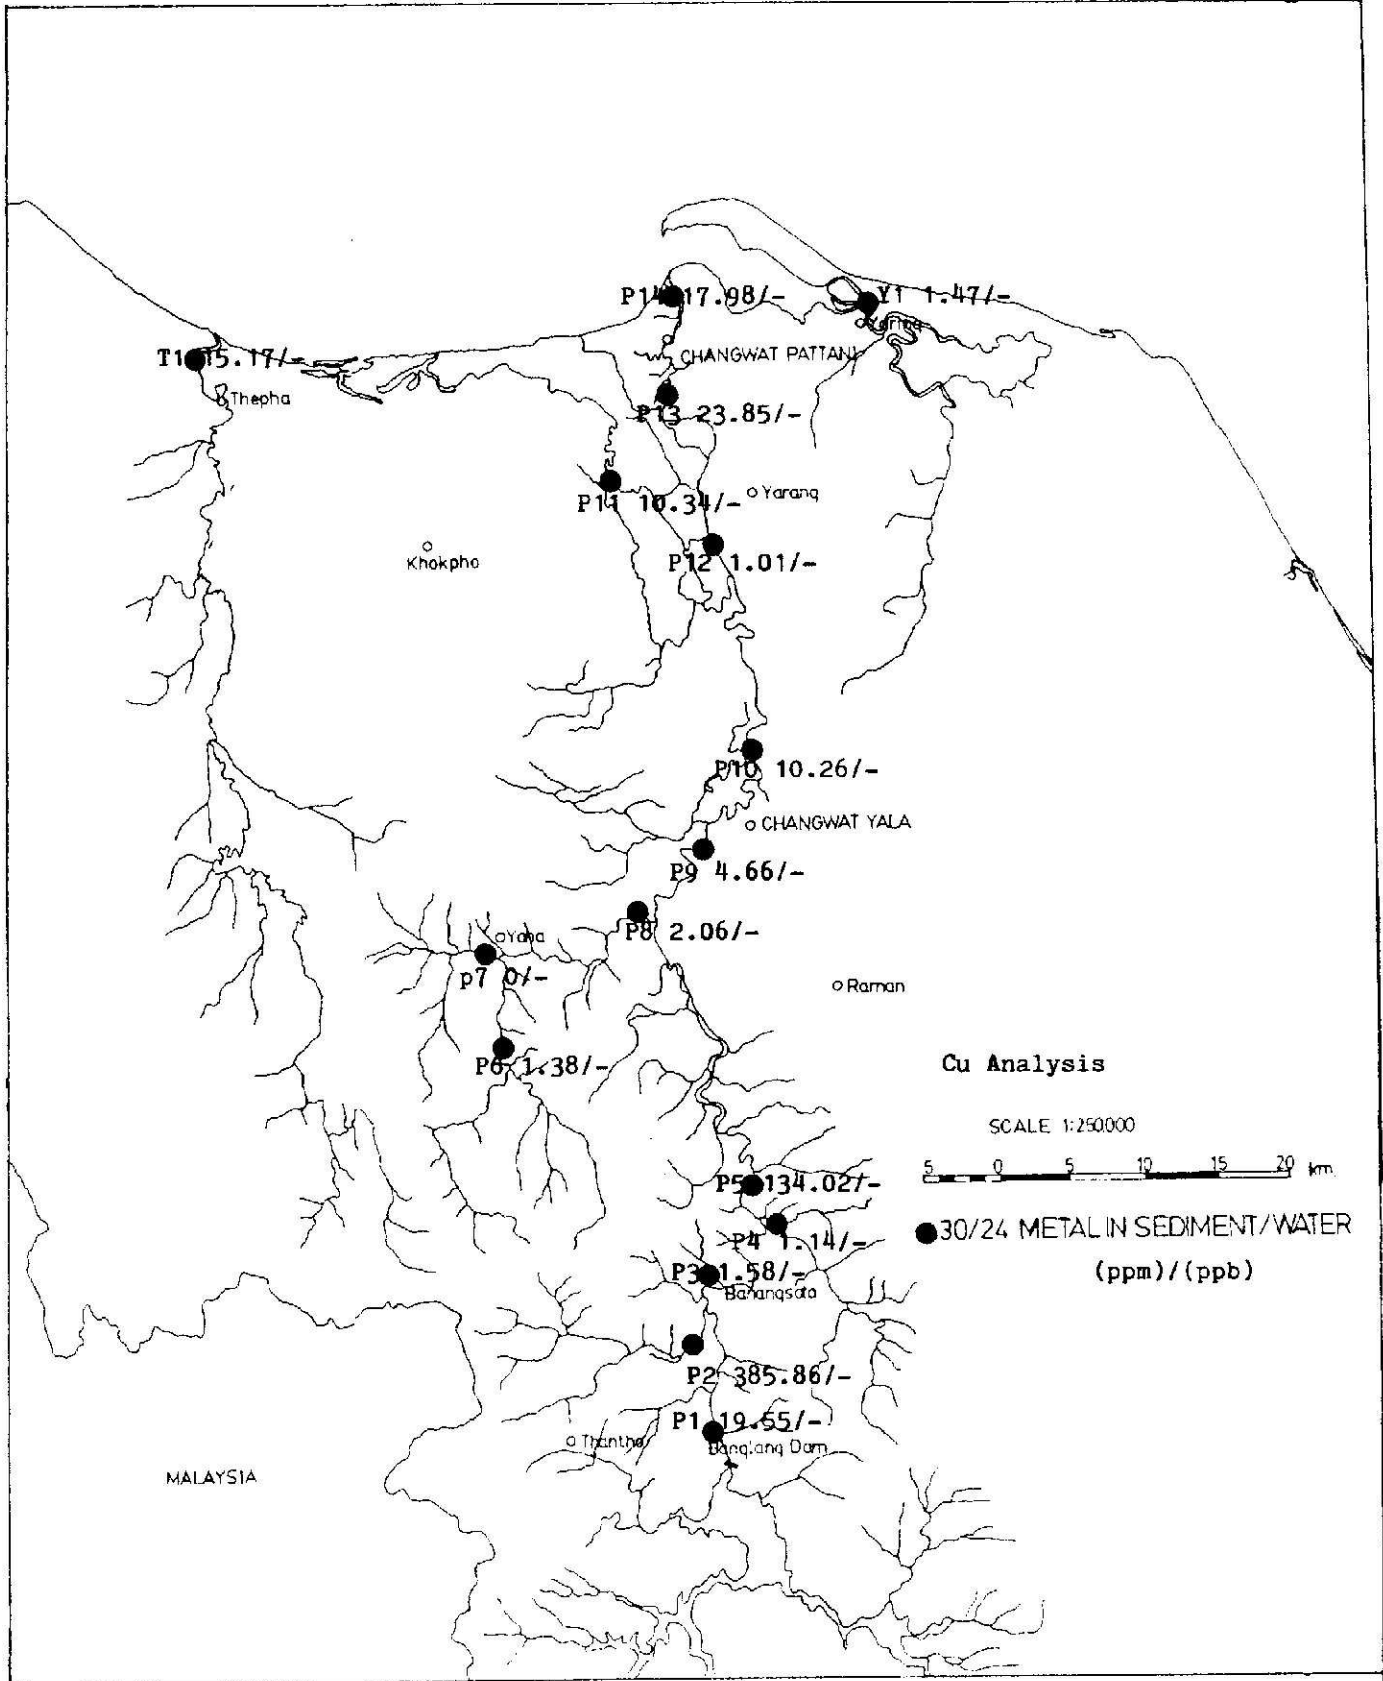 P14 17.98/-
Y1 1.47/-
Yaring
CHANGWAT PATTANI
T1 15.17/-
Thepha
P13 23.85/-
P11 10.34/-
Yarang
Khokpho
P12 1.01/-
P10 10.26/-
CHANGWAT YALA
P9 4.66/-
P8 2.06/-
Yaha
p7 0/-
Raman
P6 1.38/-
Cu Analysis
SCALE 1:250,000
5 0 5 10 15 20 km
P5 134.02/-
30/24 METAL IN SEDIMENT/WATER
(ppm)/(ppb)
P4 1.14/-
P3 1.58/-
Banangsata
P2 385.86/-
P1 19.55/-
Thantho
Banglang Dam
MALAYSIA